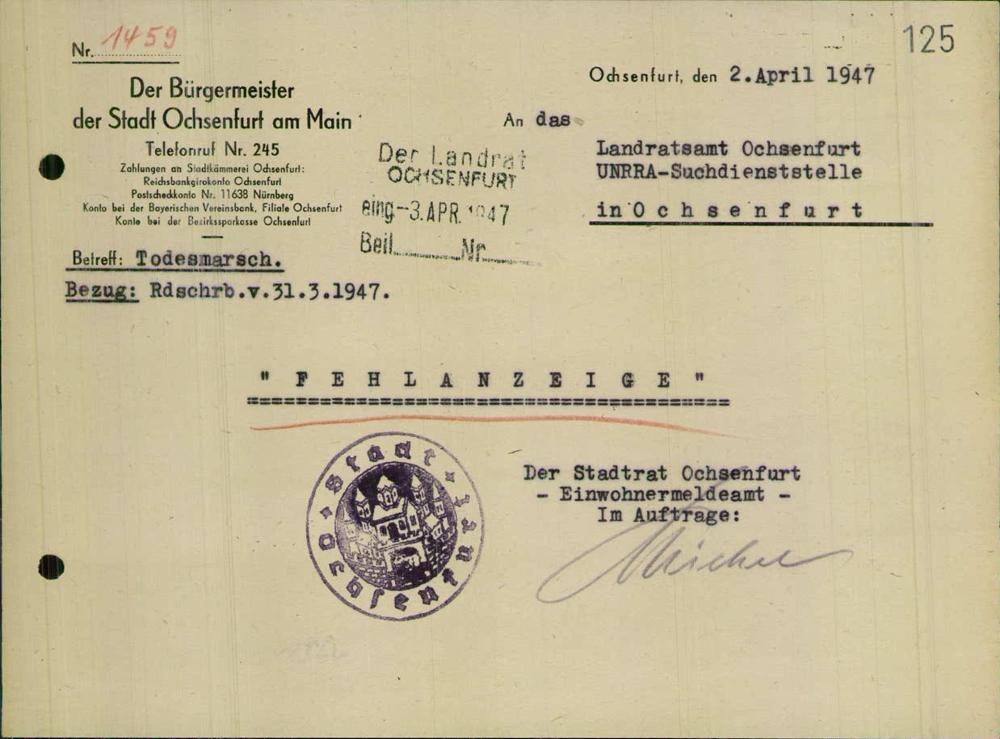 Nr. 1459
125
Der Bürgermeister
der Stadt Ochsenfurt am Main
Telefonruf Nr. 245
Zahlungen an Stadtkämmerei Ochsenfurt:
Reichsbankgirokonto Ochsenfurt
Postscheckkonto Nr. 11638 Nürnberg
Konto bei der Bayerischen Vereinsbank, Filiale Ochsenfurt
Konto bei der Bezirkssparkasse Ochsenfurt
Ochsenfurt, den 2.April 1947
An das
Landratsamt Ochsenfurt
UNRRA-Suchdienststelle
in O c h s e n f u r t
Der Landrat
OCHSENFURT
eing -3. APR. 1947
Beil. Nr.
Betreff: Todesmarsch.
Bezug: Rdschrb.v.31.3.1947.
" F E H L A N Z E I G E "
Stadt Ochsenfurt
Der Stadtrat Ochsenfurt
- Einwohnermeldeamt -
Im Auftrage: